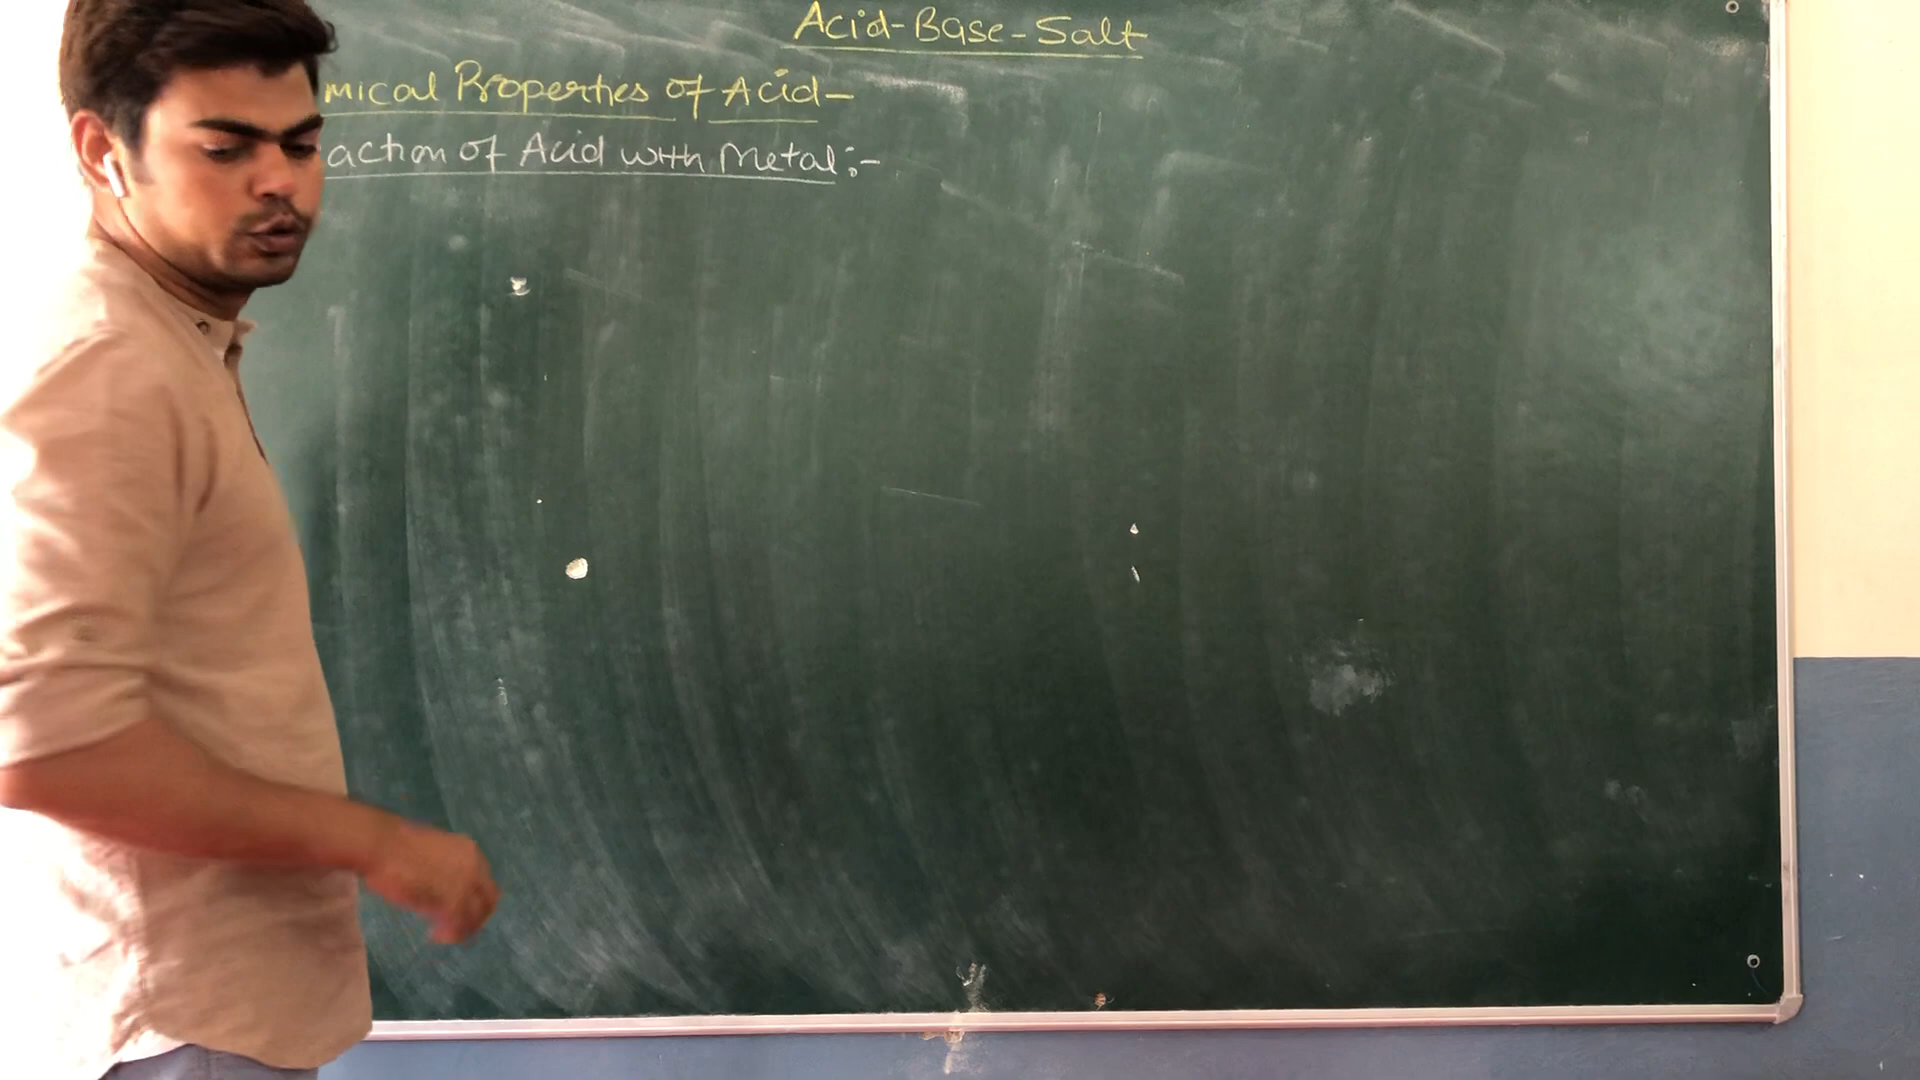 Acid-Base-Salt
mical Properties of Acid-
action of Acid with Metal:-